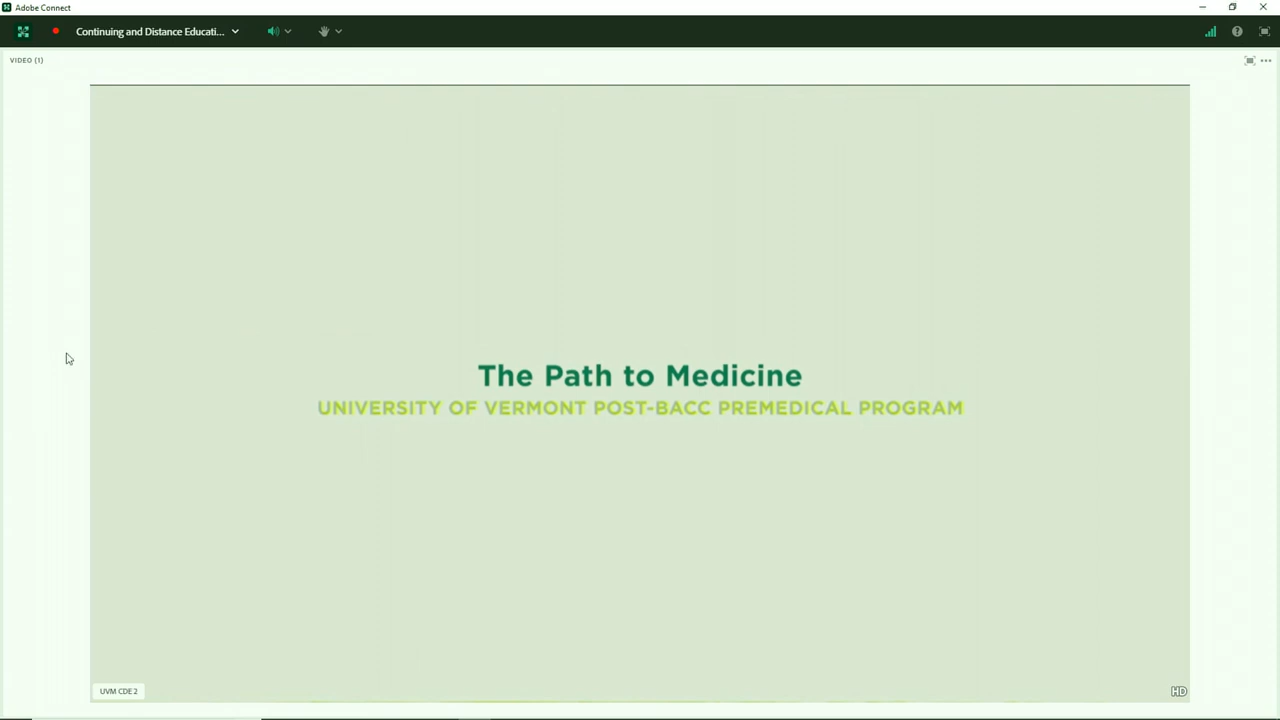 Adobe Connect
Continuing and Distance Educati...
VIDEO (1)
The Path to Medicine
UNIVERSITY OF VERMONT POST-BACC PREMEDICAL PROGRAM
UVM CDE 2
HD